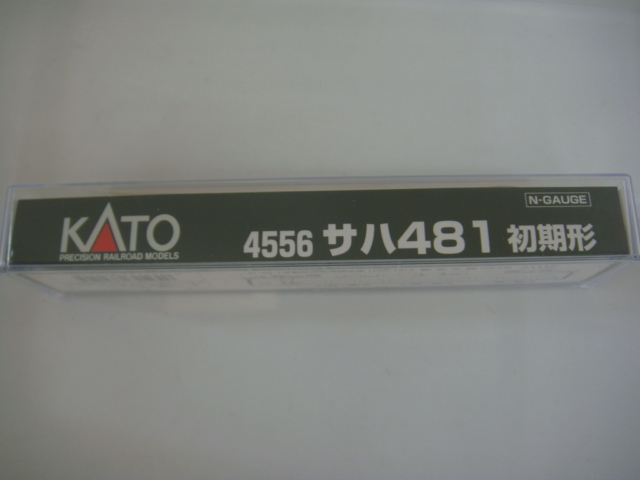 N-GAUGE
KATO
PRECISION RAILROAD MODELS
4556 サハ481 初期形